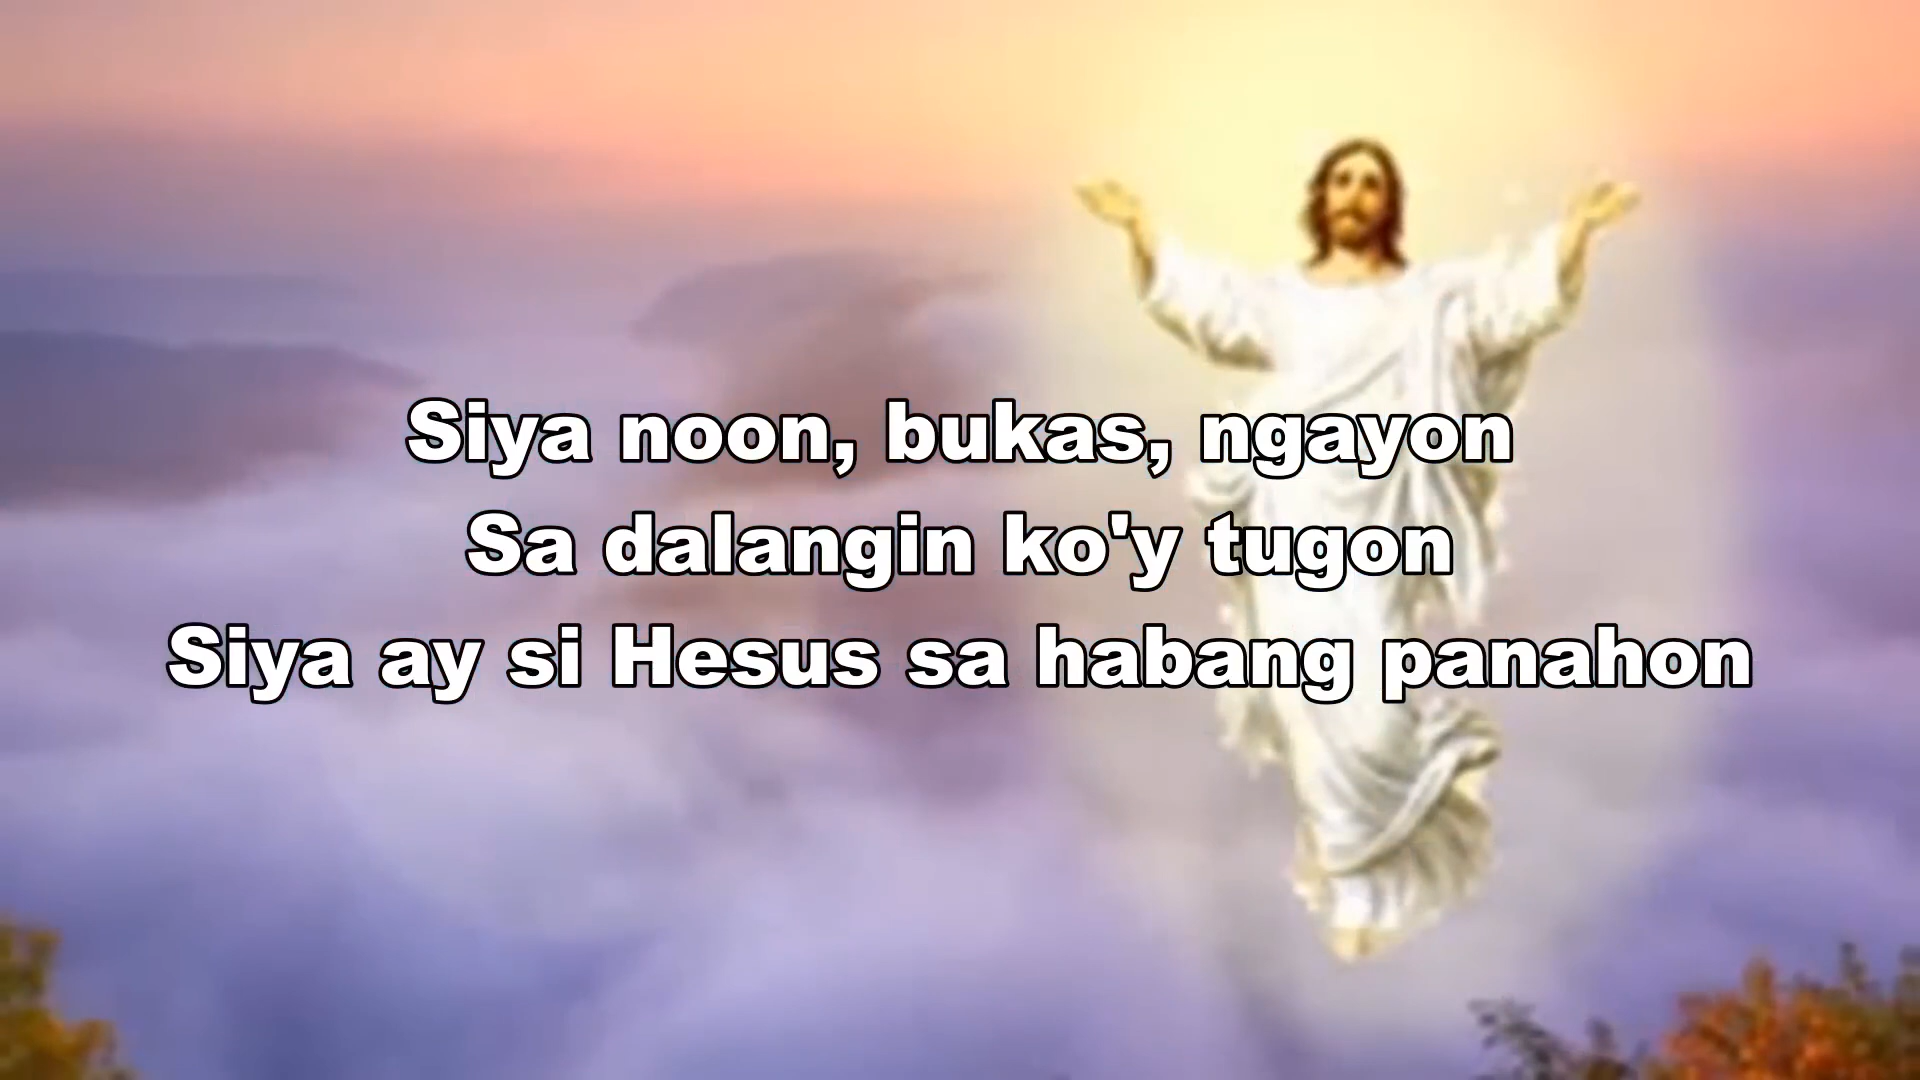 Siya noon, bukas, ngayon
Sa dalangin ko'y tugon
Siya ay si Hesus sa habang panahon